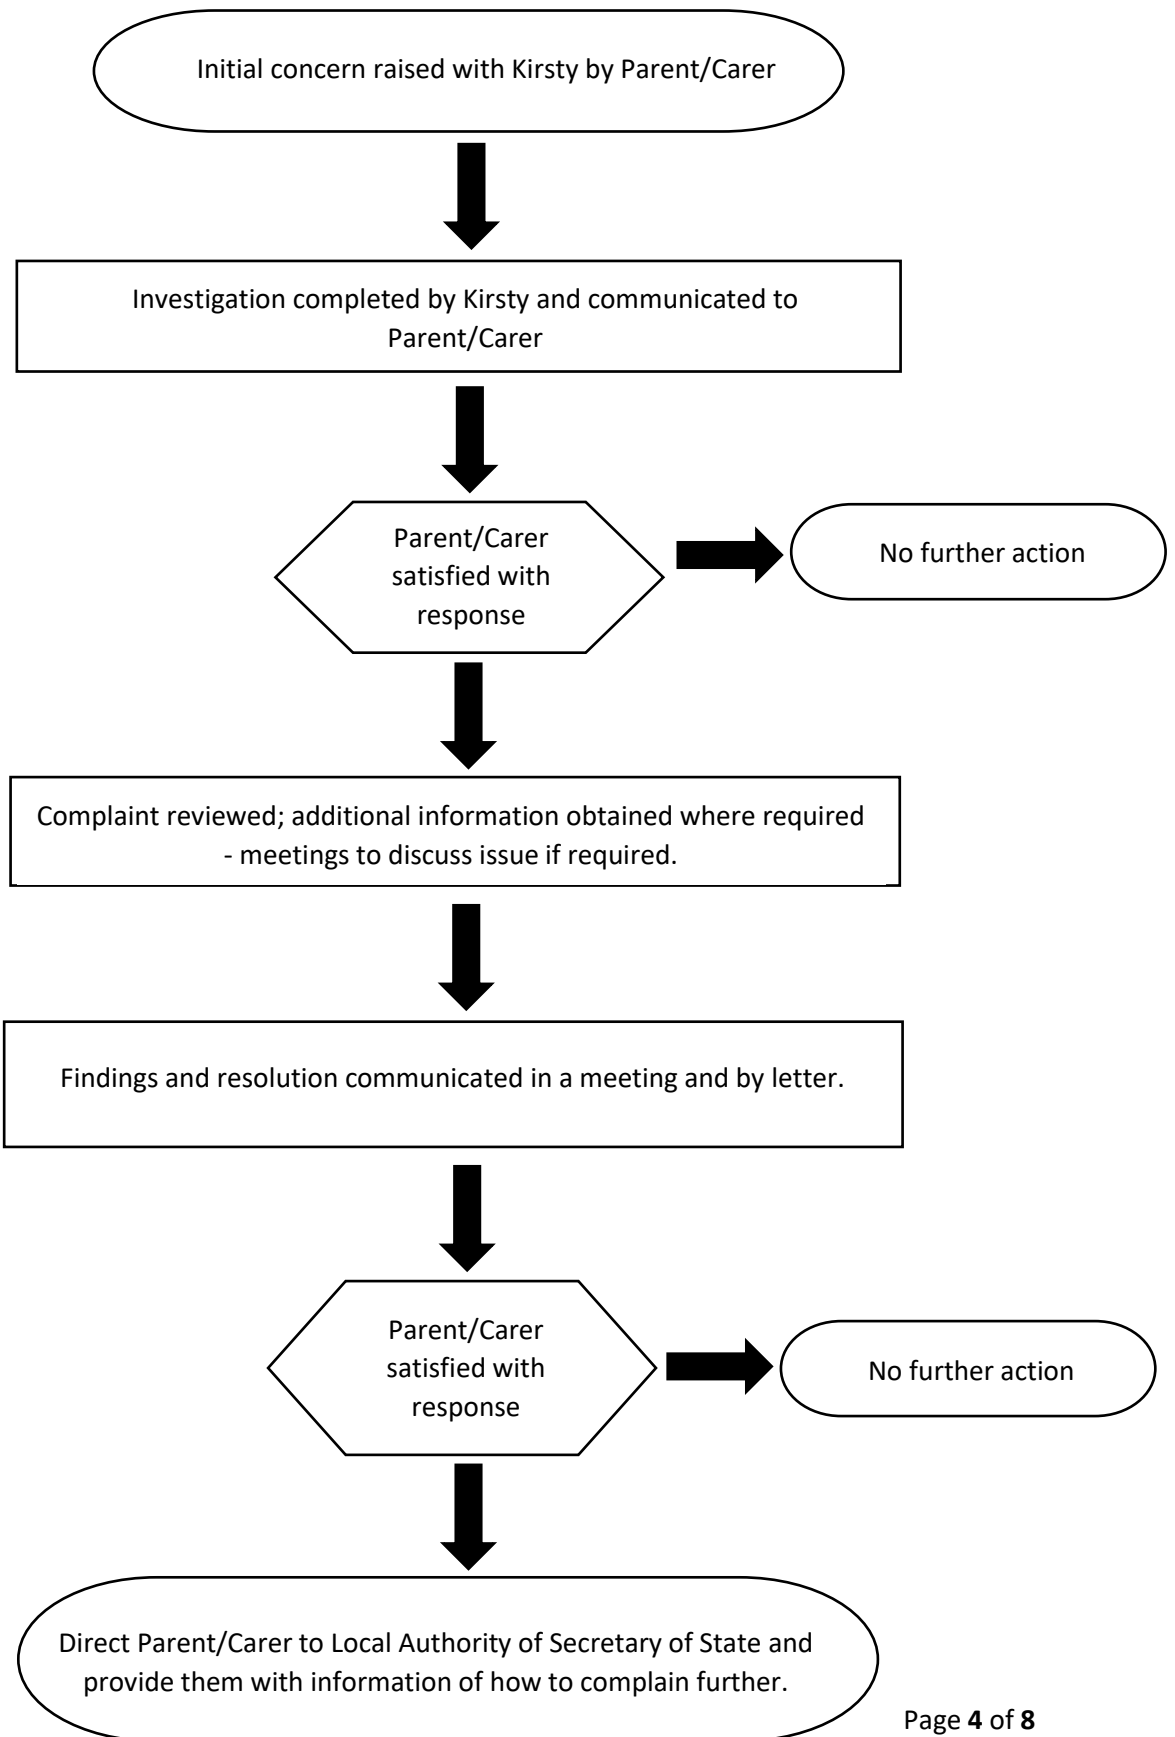 Initial concern raised with Kirsty by Parent/Carer
Investigation completed by Kirsty and communicated to
Parent/Carer
Parent/Carer
satisfied with
response
No further action
Complaint reviewed; additional information obtained where required
- meetings to discuss issue if required.
Findings and resolution communicated in a meeting and by letter.
Parent/Carer
satisfied with
response
No further action
Direct Parent/Carer to Local Authority of Secretary of State and
provide them with information of how to complain further.
Page 4 of 8